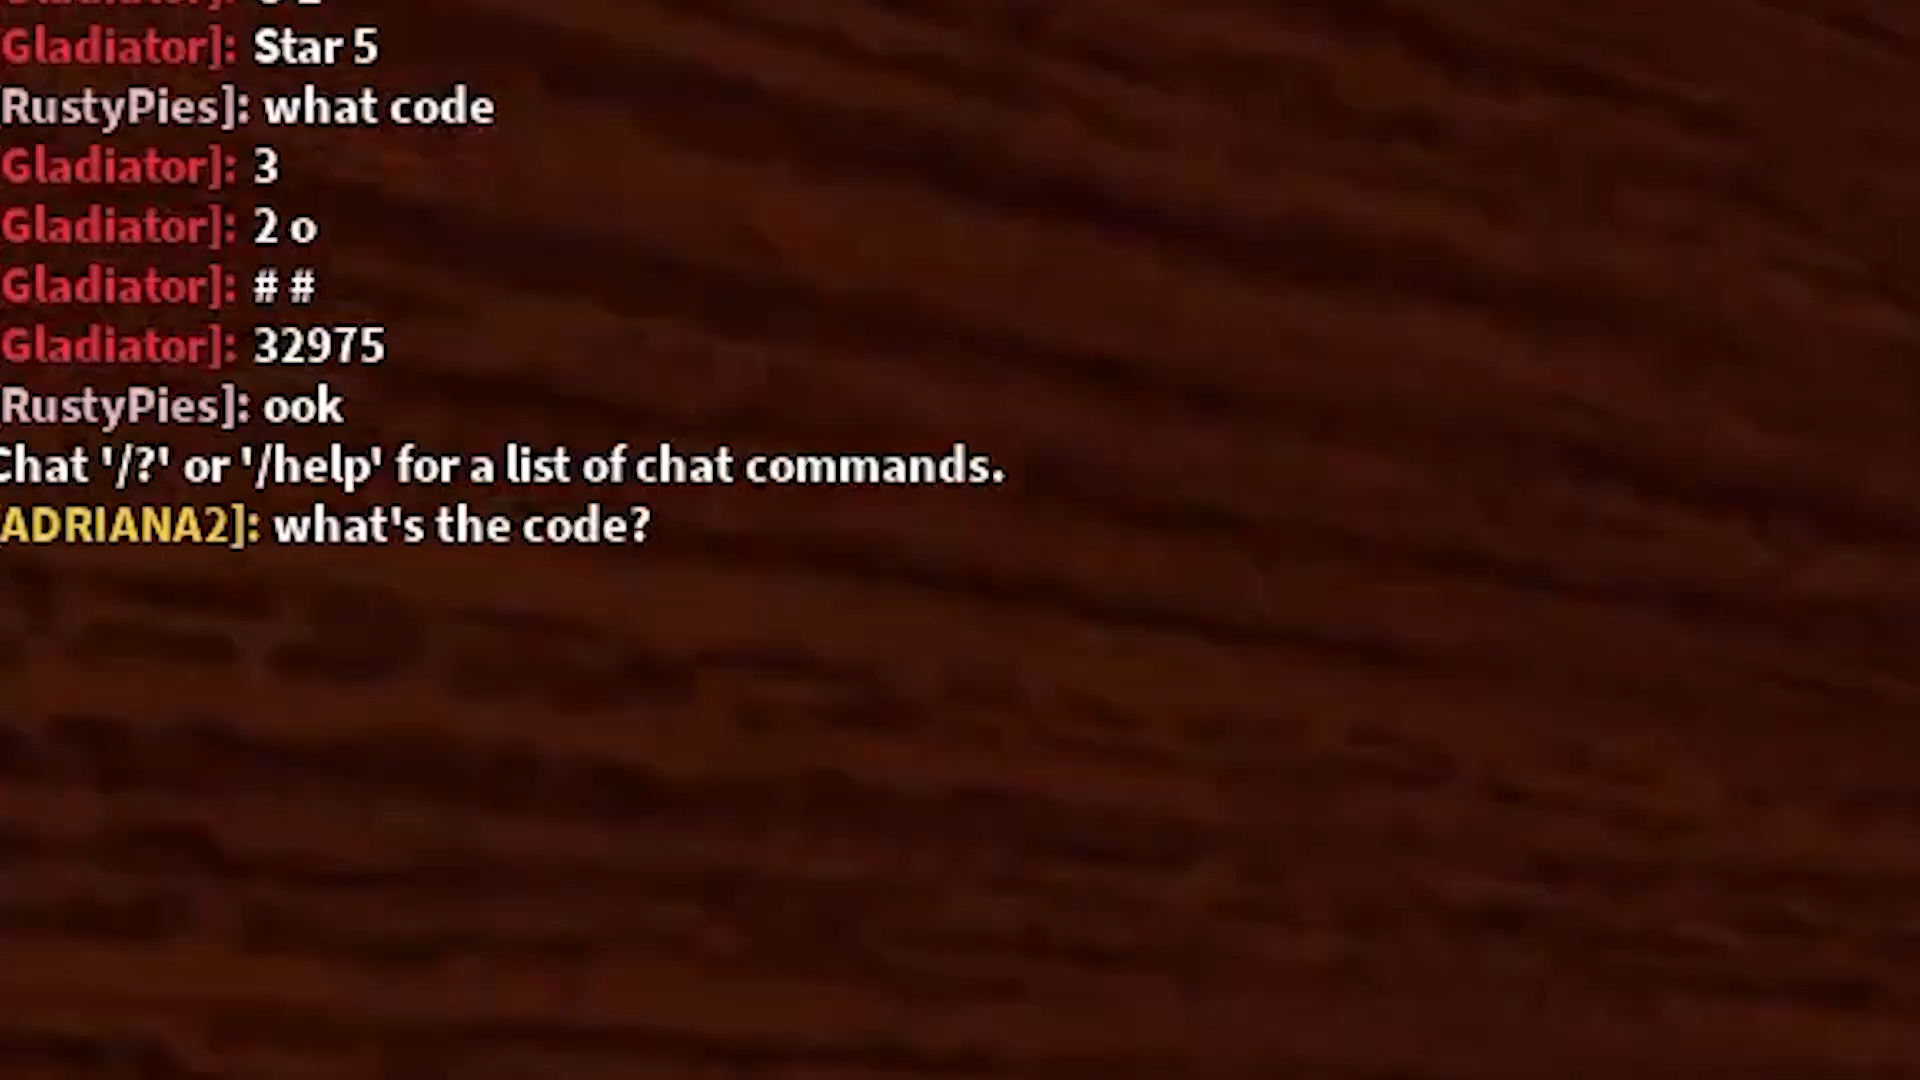 Gladiator]: Star 5
RustyPies]: what code
Gladiator]: 3
Gladiator]: 2 o
Gladiator]: # #
Gladiator]: 32975
RustyPies]: ook
Chat '/?' or '/help' for a list of chat commands.
ADRIANA2]: what's the code?